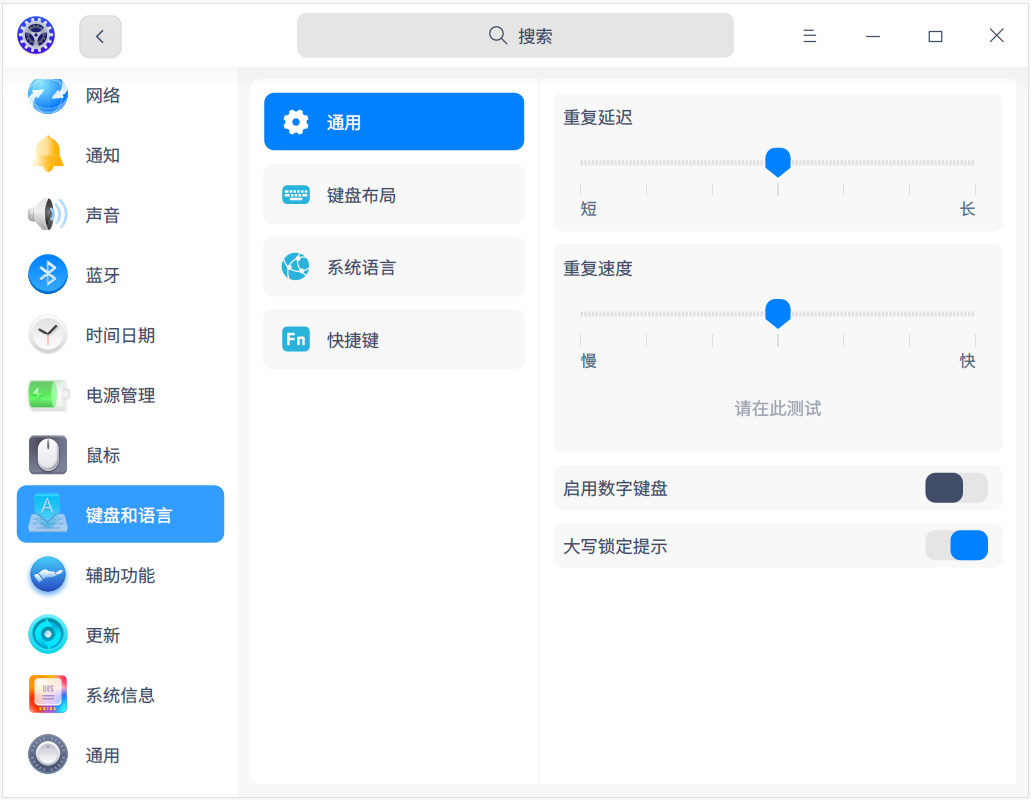 搜索
网络
通知
声音
蓝牙
时间日期
电源管理
鼠标
键盘和语言
辅助功能
更新
UOS
系统信息
通用
通用
键盘布局
系统语言
Fn
快捷键
重复延迟
短 长
重复速度
慢 快
请在此测试
启用数字键盘
大写锁定提示